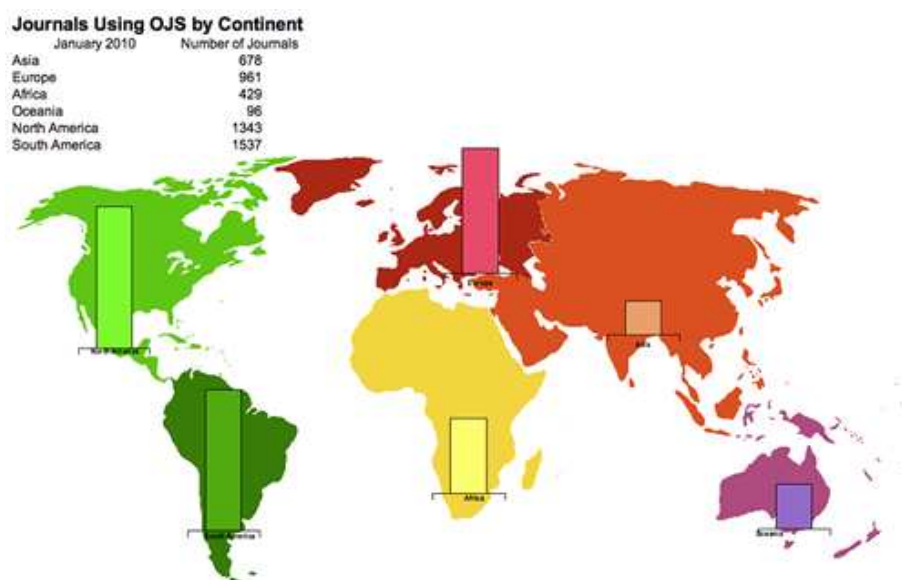 Journals Using OJS by Continent
January 2010 Number of Journals
Asia 678
Europe 961
Africa 429
Oceania 96
North America 1343
South America 1537
Europe
North America
Asia
Africa
Oceania
South America